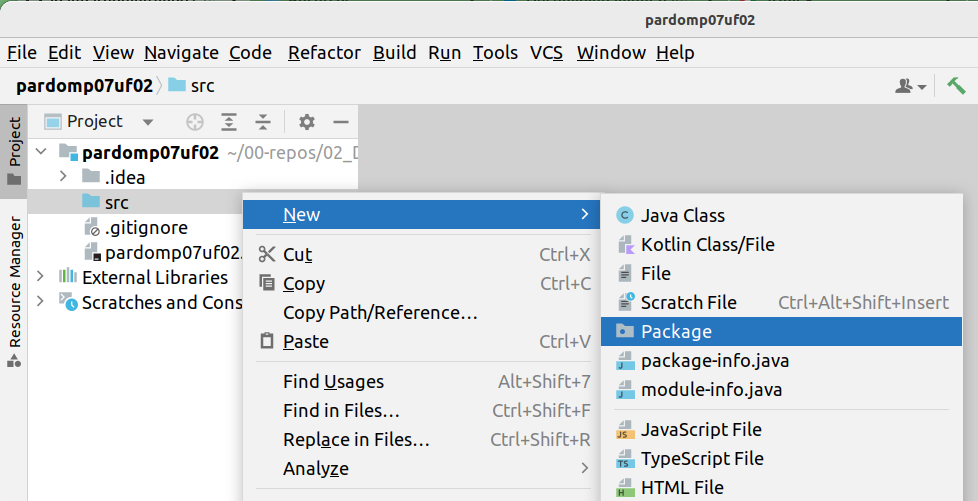 pardomp07uf02
File Edit View Navigate Code Refactor Build Run Tools VCS Window Help
pardomp07uf02 src
Project
Project
pardomp07uf02 ~/00-repos/02_D
.idea
src
.gitignore
pardomp07uf02.
External Libraries
Scratches and Cons
Resource Manager
New
Cut Ctrl+X
Copy Ctrl+C
Copy Path/Reference...
Paste Ctrl+V
Find Usages Alt+Shift+7
Find in Files... Ctrl+Shift+F
Replace in Files... Ctrl+Shift+R
Analyze
Java Class
Kotlin Class/File
File
Scratch File Ctrl+Alt+Shift+Insert
Package
package-info.java
module-info.java
JavaScript File
TypeScript File
HTML File